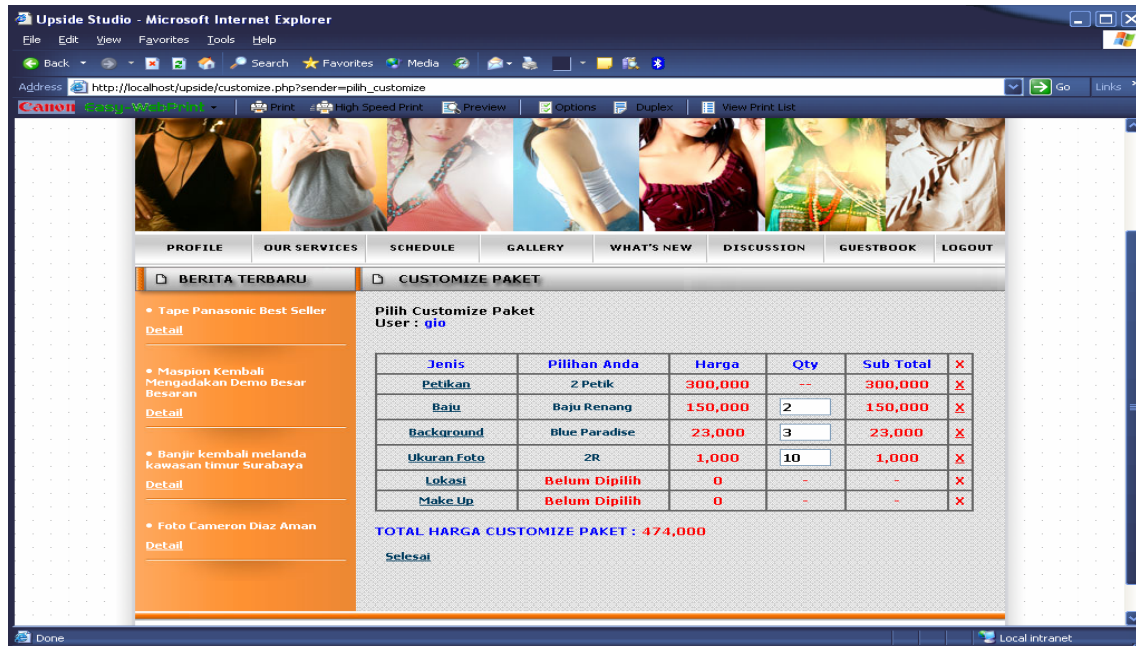 Upside Studio - Microsoft Internet Explorer
File Edit View Favorites Tools Help
Back Search Favorites Media
Address http://localhost/upside/customize.php?sender=pilih_customize Go Links
Canon Easy-WebPrint Print High Speed Print Preview Options Duplex View Print List
PROFILE OUR SERVICES SCHEDULE GALLERY WHAT'S NEW DISCUSSION GUESTBOOK LOGOUT
BERITA TERBARU
• Tape Panasonic Best Seller
Detail
• Maspion Kembali
Mengadakan Demo Besar
Besaran
Detail
• Banjir kembali melanda
kawasan timur Surabaya
Detail
• Foto Cameron Diaz Aman
Detail
CUSTOMIZE PAKET
Pilih Customize Paket
User : gio
Jenis Pilihan Anda Harga Qty Sub Total X
Petikan 2 Petik 300,000 -- 300,000 X
Baju Baju Renang 150,000 2 150,000 X
Background Blue Paradise 23,000 3 23,000 X
Ukuran Foto 2R 1,000 10 1,000 X
Lokasi Belum Dipilih 0 - - X
Make Up Belum Dipilih 0 - - X
TOTAL HARGA CUSTOMIZE PAKET : 474,000
Selesai
Done Local intranet